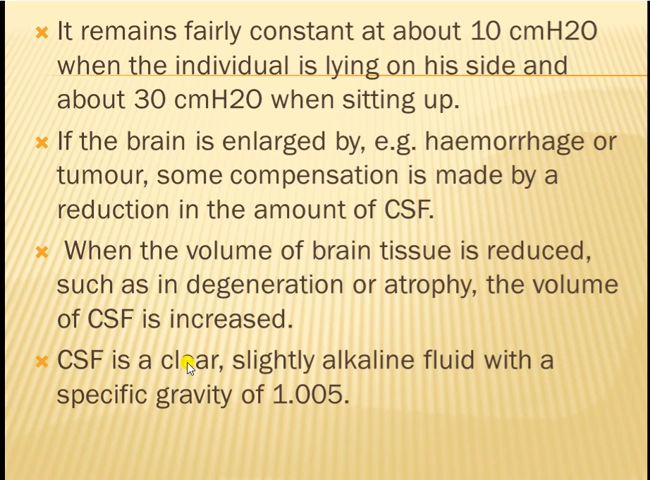 It remains fairly constant at about 10 cmH2O
when the individual is lying on his side and
about 30 cmH2O when sitting up.
If the brain is enlarged by, e.g. haemorrhage or
tumour, some compensation is made by a
reduction in the amount of CSF.
When the volume of brain tissue is reduced,
such as in degeneration or atrophy, the volume
of CSF is increased.
CSF is a clear, slightly alkaline fluid with a
specific gravity of 1.005.